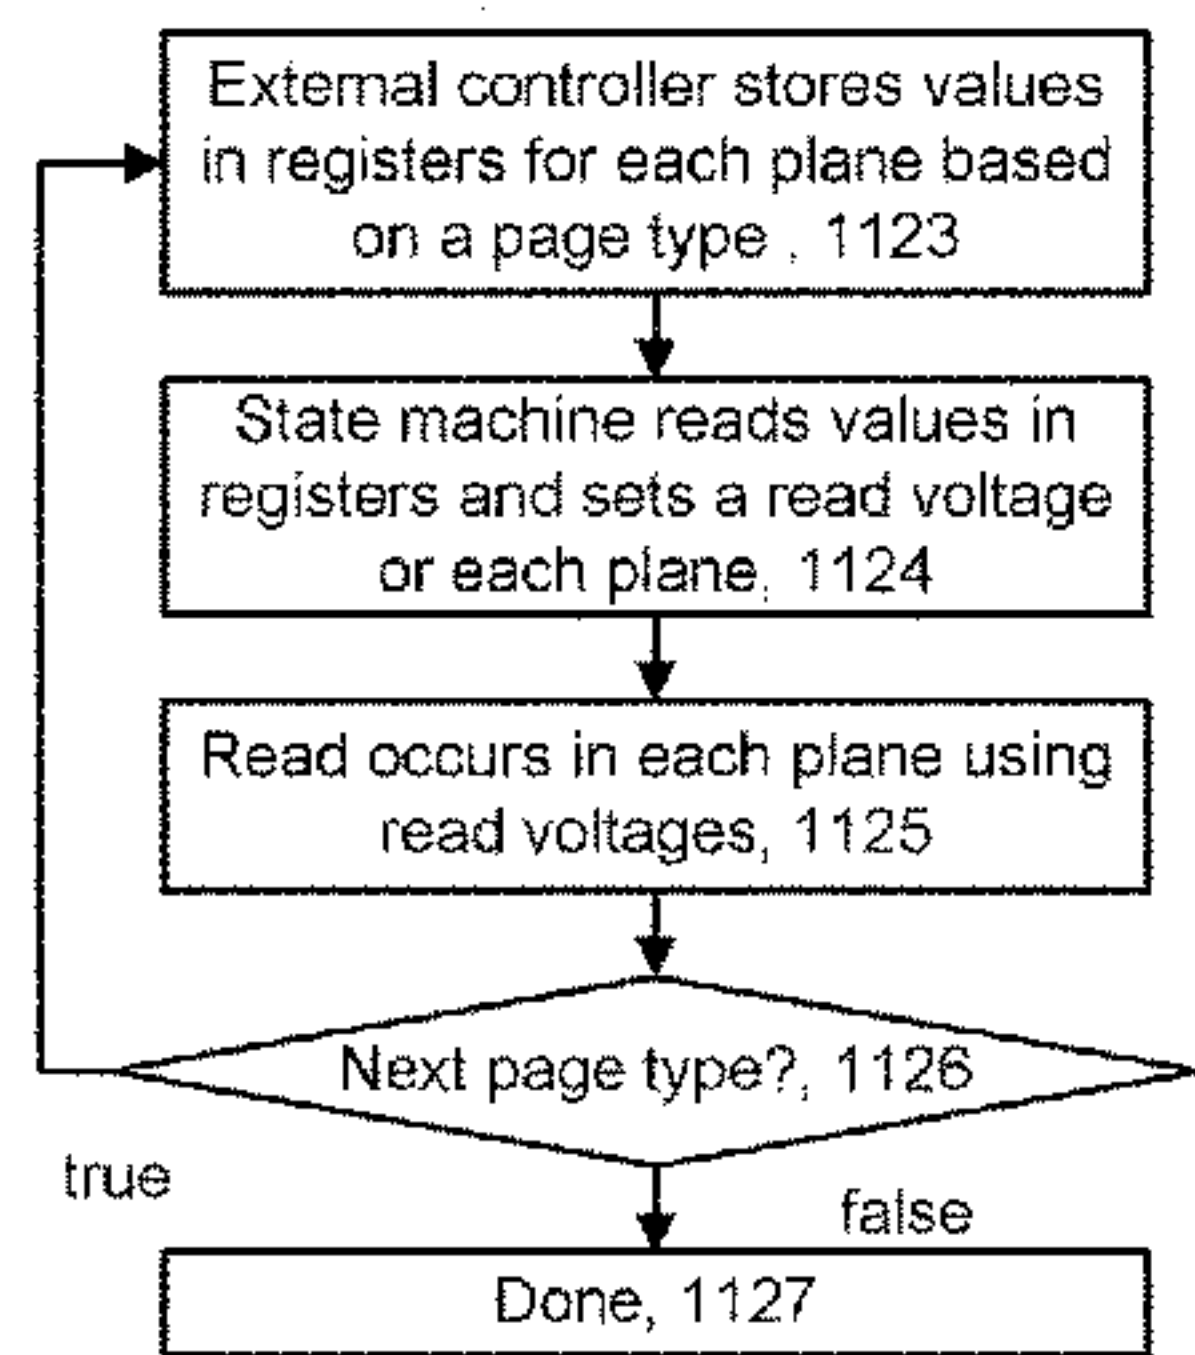 External controller stores values
in registers for each plane based
on a page type , 1123
State machine reads values in
registers and sets a read voltage
or each plane, 1124
Read occurs in each plane using
read voltages, 1125
Next page type?, 1126
true
false
Done, 1127